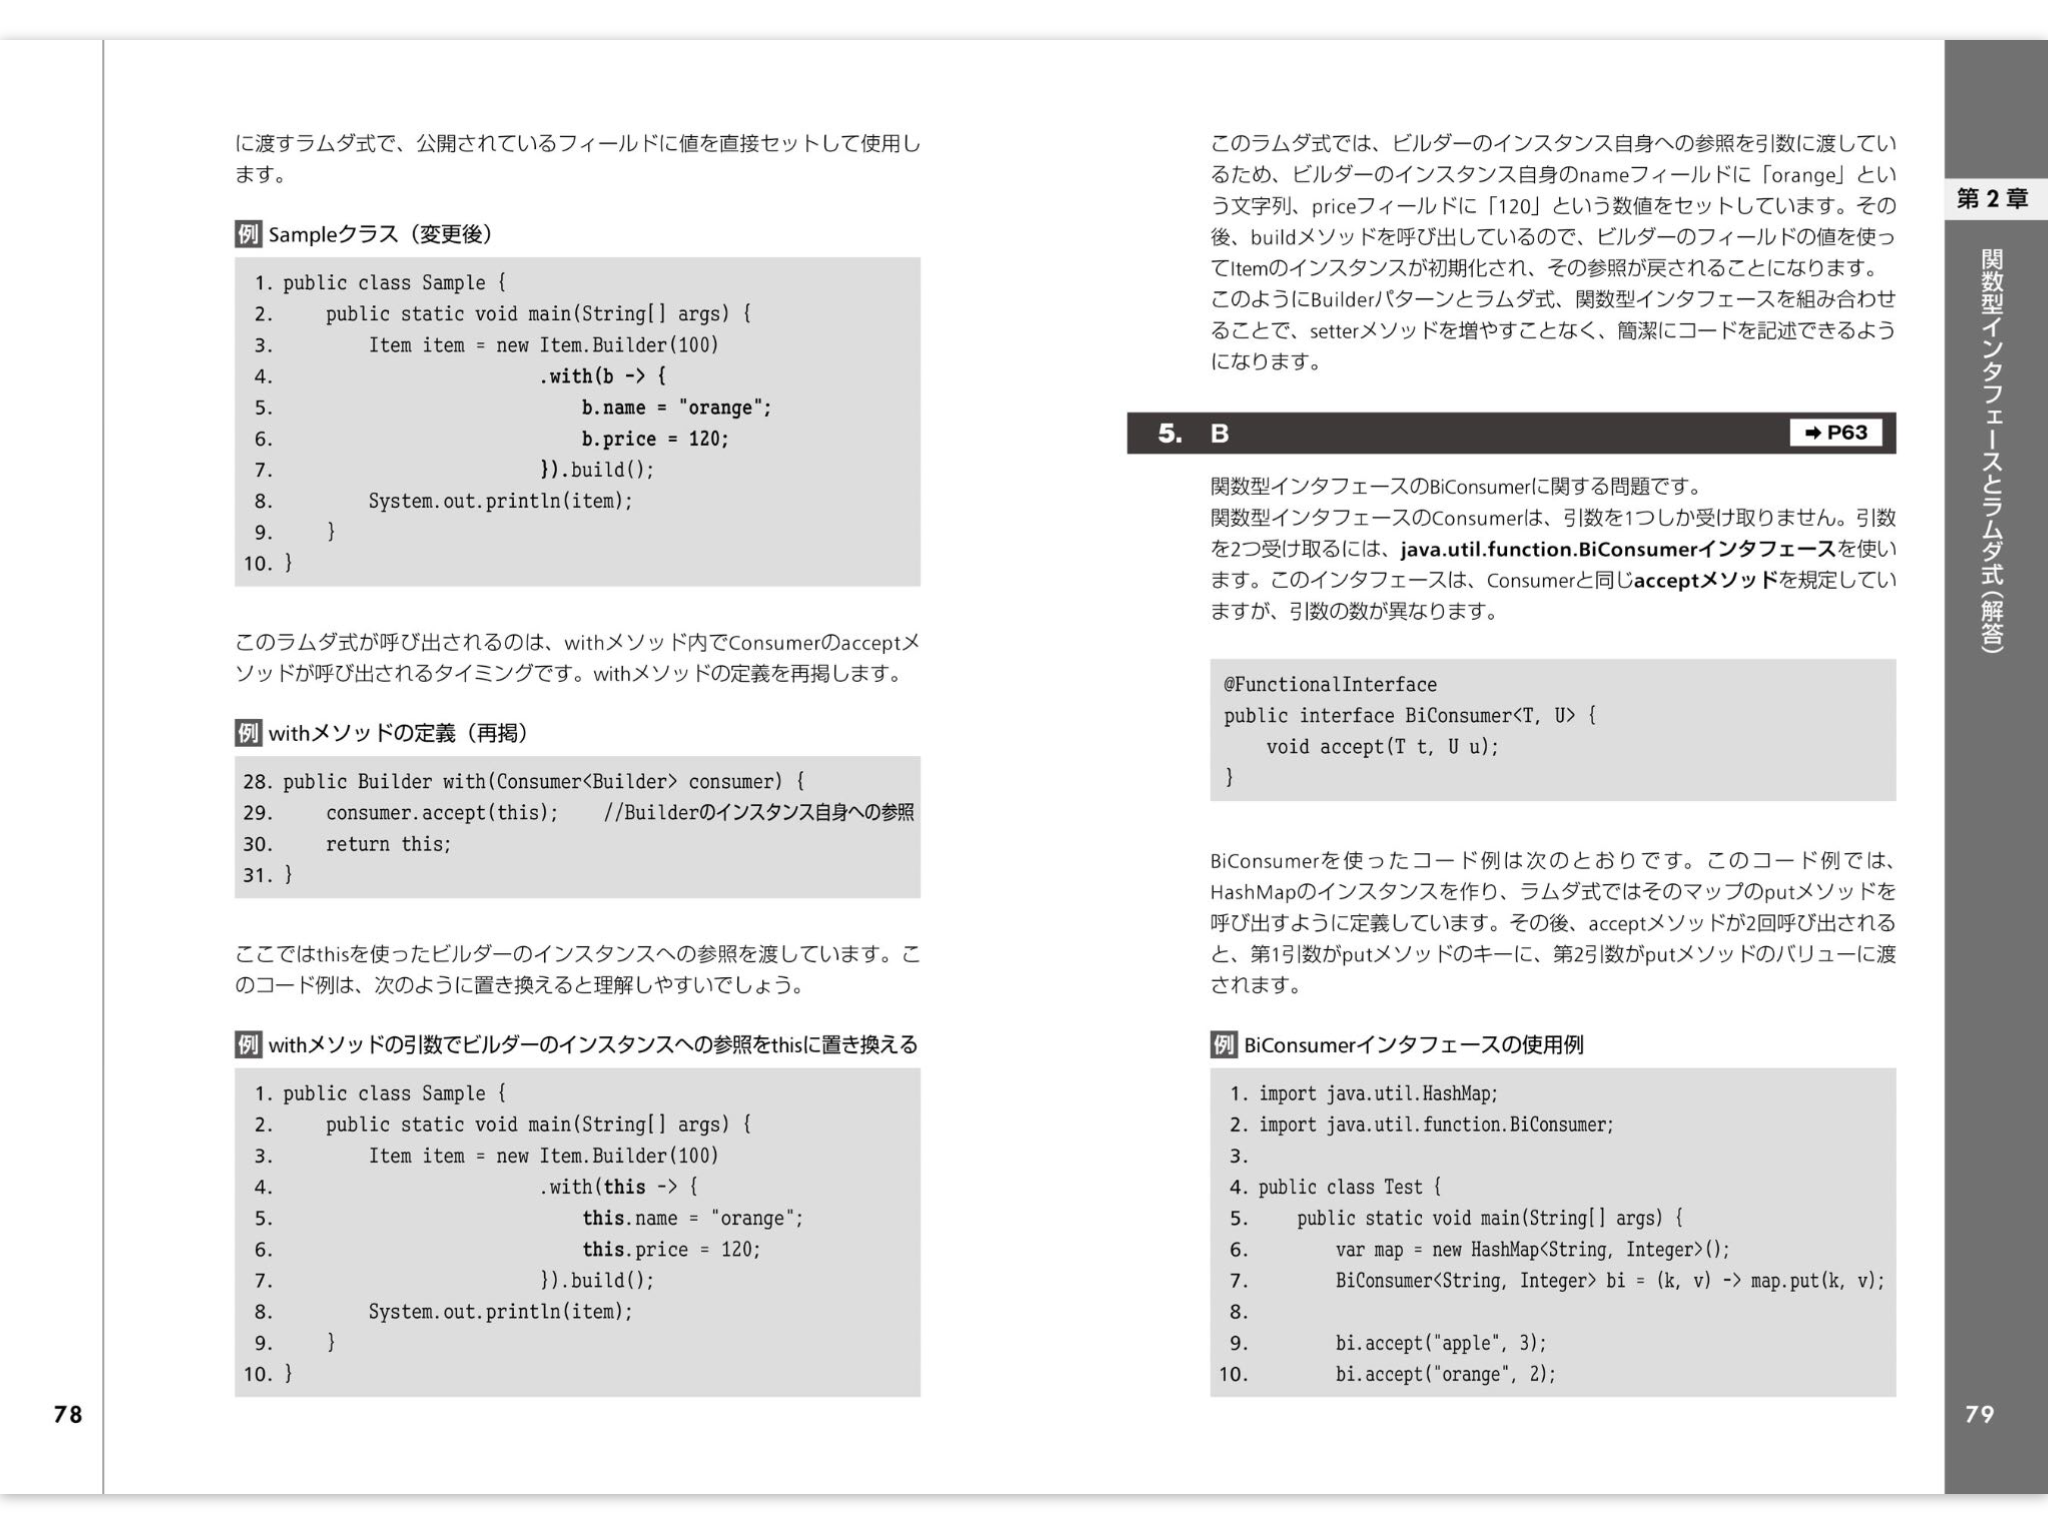 に渡すラムダ式で、公開されているフィールドに値を直接セットして使用し
ます。
例 Sampleクラス（変更後）
1. public class Sample {
2.     public static void main(String[] args) {
3.         Item item = new Item.Builder(100)
4.                         .with(b -> {
5.                             b.name = "orange";
6.                             b.price = 120;
7.                         }).build();
8.         System.out.println(item);
9.     }
10. }
このラムダ式が呼び出されるのは、withメソッド内でConsumerのacceptメ
ソッドが呼び出されるタイミングです。withメソッドの定義を再掲します。
例 withメソッドの定義（再掲）
28. public Builder with(Consumer<Builder> consumer) {
29.     consumer.accept(this);    //Builderのインスタンス自身への参照
30.     return this;
31. }
ここではthisを使ったビルダーのインスタンスへの参照を渡しています。こ
のコード例は、次のように置き換えると理解しやすいでしょう。
例 withメソッドの引数でビルダーのインスタンスへの参照をthisに置き換える
1. public class Sample {
2.     public static void main(String[] args) {
3.         Item item = new Item.Builder(100)
4.                         .with(this -> {
5.                             this.name = "orange";
6.                             this.price = 120;
7.                         }).build();
8.         System.out.println(item);
9.     }
10. }
78
このラムダ式では、ビルダーのインスタンス自身への参照を引数に渡してい
るため、ビルダーのインスタンス自身のnameフィールドに「orange」とい
う文字列、priceフィールドに「120」という数値をセットしています。その
後、buildメソッドを呼び出しているので、ビルダーのフィールドの値を使っ
てItemのインスタンスが初期化され、その参照が戻されることになります。
このようにBuilderパターンとラムダ式、関数型インタフェースを組み合わせ
ることで、setterメソッドを増やすことなく、簡潔にコードを記述できるよう
になります。
5. B ➡ P63
関数型インタフェースのBiConsumerに関する問題です。
関数型インタフェースのConsumerは、引数を1つしか受け取りません。引数
を2つ受け取るには、java.util.function.BiConsumerインタフェースを使い
ます。このインタフェースは、Consumerと同じacceptメソッドを規定してい
ますが、引数の数が異なります。
@FunctionalInterface
public interface BiConsumer<T, U> {
    void accept(T t, U u);
}
BiConsumerを使ったコード例は次のとおりです。このコード例では、
HashMapのインスタンスを作り、ラムダ式ではそのマップのputメソッドを
呼び出すように定義しています。その後、acceptメソッドが2回呼び出される
と、第1引数がputメソッドのキーに、第2引数がputメソッドのバリューに渡
されます。
例 BiConsumerインタフェースの使用例
1. import java.util.HashMap;
2. import java.util.function.BiConsumer;
3.
4. public class Test {
5.     public static void main(String[] args) {
6.         var map = new HashMap<String, Integer>();
7.         BiConsumer<String, Integer> bi = (k, v) -> map.put(k, v);
8.
9.         bi.accept("apple", 3);
10.         bi.accept("orange", 2);
第2章
関数型インタフェースとラムダ式（解答）
79